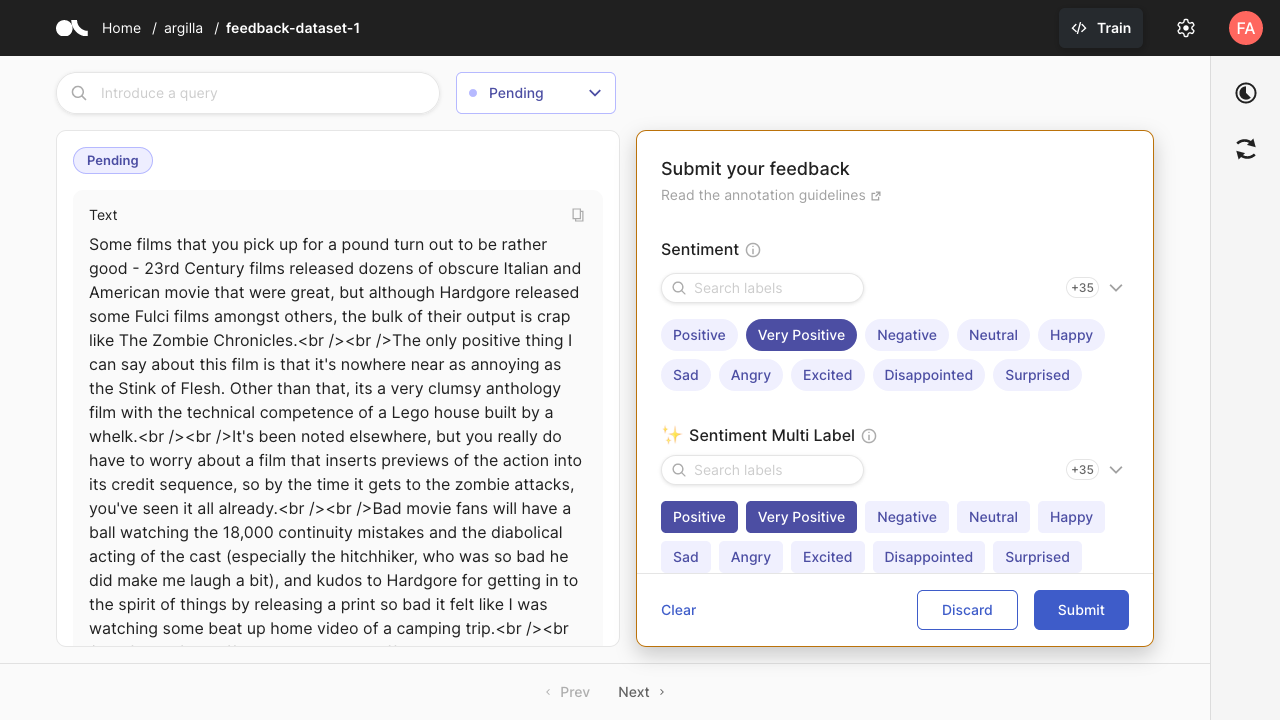 Home / argilla / feedback-dataset-1
Train
FA
Introduce a query
Pending
Pending
Text
Some films that you pick up for a pound turn out to be rather
good - 23rd Century films released dozens of obscure Italian and
American movie that were great, but although Hardgore released
some Fulci films amongst others, the bulk of their output is crap
like The Zombie Chronicles.<br /><br />The only positive thing I
can say about this film is that it's nowhere near as annoying as
the Stink of Flesh. Other than that, its a very clumsy anthology
film with the technical competence of a Lego house built by a
whelk.<br /><br />It's been noted elsewhere, but you really do
have to worry about a film that inserts previews of the action into
its credit sequence, so by the time it gets to the zombie attacks,
you've seen it all already.<br /><br />Bad movie fans will have a
ball watching the 18,000 continuity mistakes and the diabolical
acting of the cast (especially the hitchhiker, who was so bad he
did make me laugh a bit), and kudos to Hardgore for getting in to
the spirit of things by releasing a print so bad it felt like I was
watching some beat up home video of a camping trip.<br /><br
Submit your feedback
Read the annotation guidelines
Sentiment
Search labels
+35
Positive Very Positive Negative Neutral Happy
Sad Angry Excited Disappointed Surprised
✨ Sentiment Multi Label
Search labels
+35
Positive Very Positive Negative Neutral Happy
Sad Angry Excited Disappointed Surprised
Clear Discard Submit
Prev Next